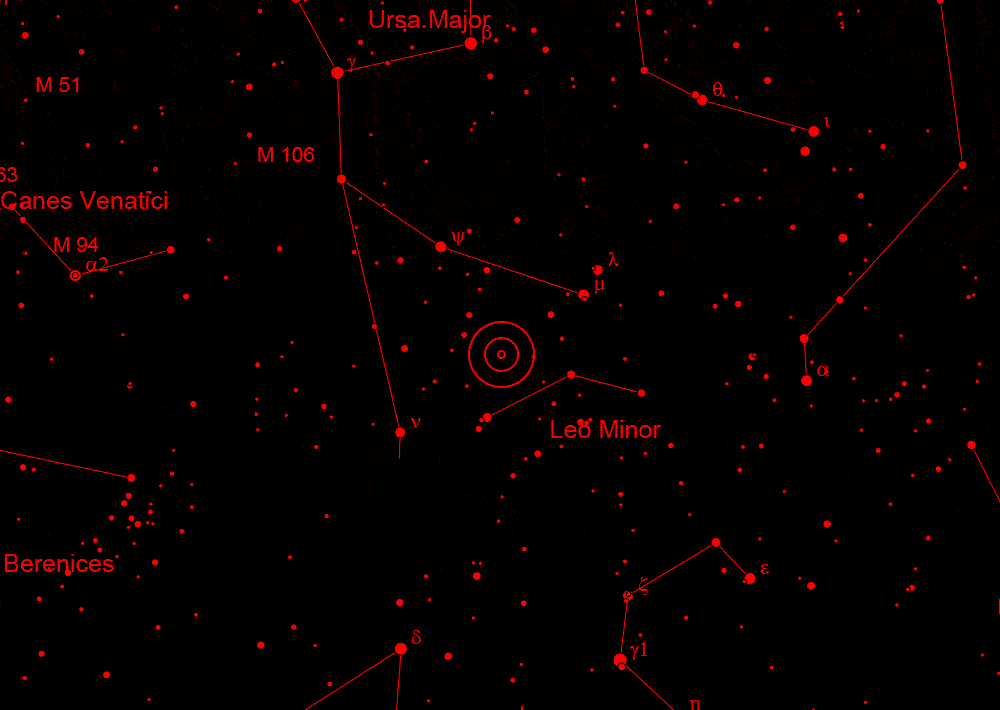 Ursa Major
β
γ
M 51
θ
ι
M 106
63
Canes Venatici
ψ
M 94
α2
λ
μ
α
ν
Leo Minor
Berenices
ε
ζ
δ
γ1
η